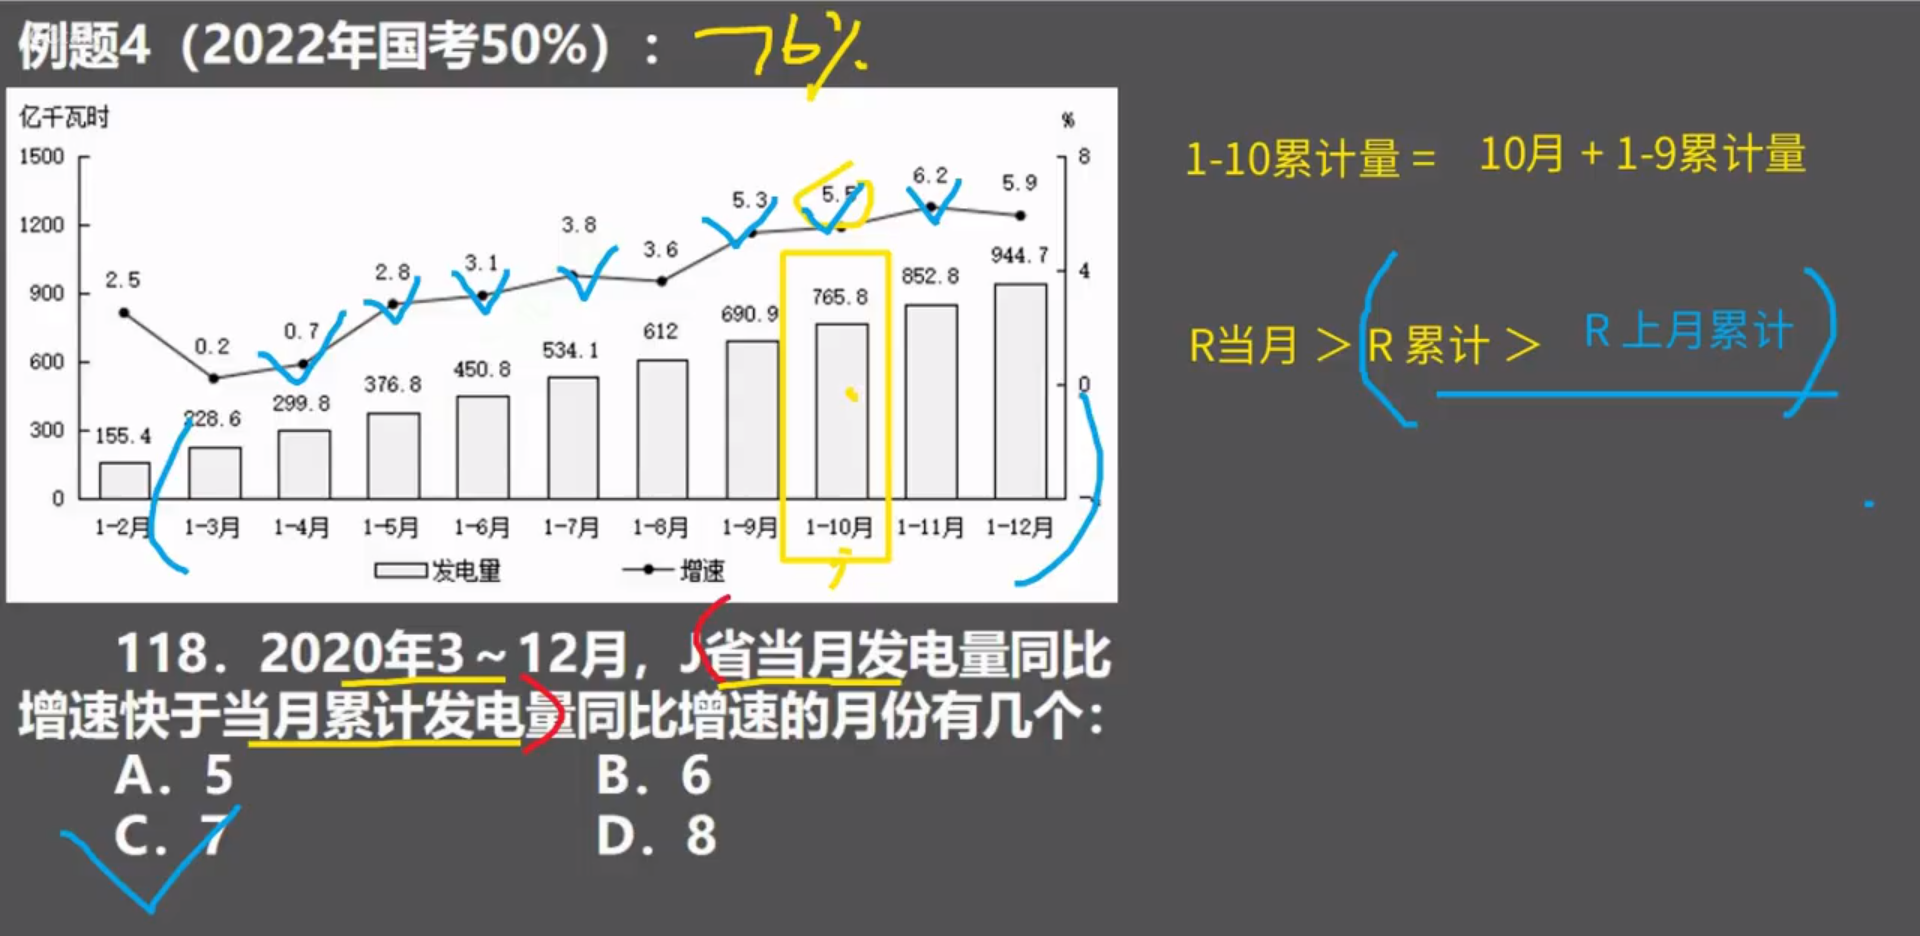 例题4（2022年国考50%）： 76%
亿千瓦时 %
1500 8
1200 4
900 0
600
300
0
2.5 0.2 0.7 2.8 3.1 3.8 3.6 5.3 5.5 6.2 5.9
155.4 228.6 299.8 376.8 450.8 534.1 612 690.9 765.8 852.8 944.7
1-2月 1-3月 1-4月 1-5月 1-6月 1-7月 1-8月 1-9月 1-10月 1-11月 1-12月
发电量 增速
1-10累计量 = 10月 + 1-9累计量
R当月 > R 累计 > R 上月累计
118. 2020年3～12月，J省当月发电量同比
增速快于当月累计发电量同比增速的月份有几个：
A. 5 B. 6
C. 7 D. 8